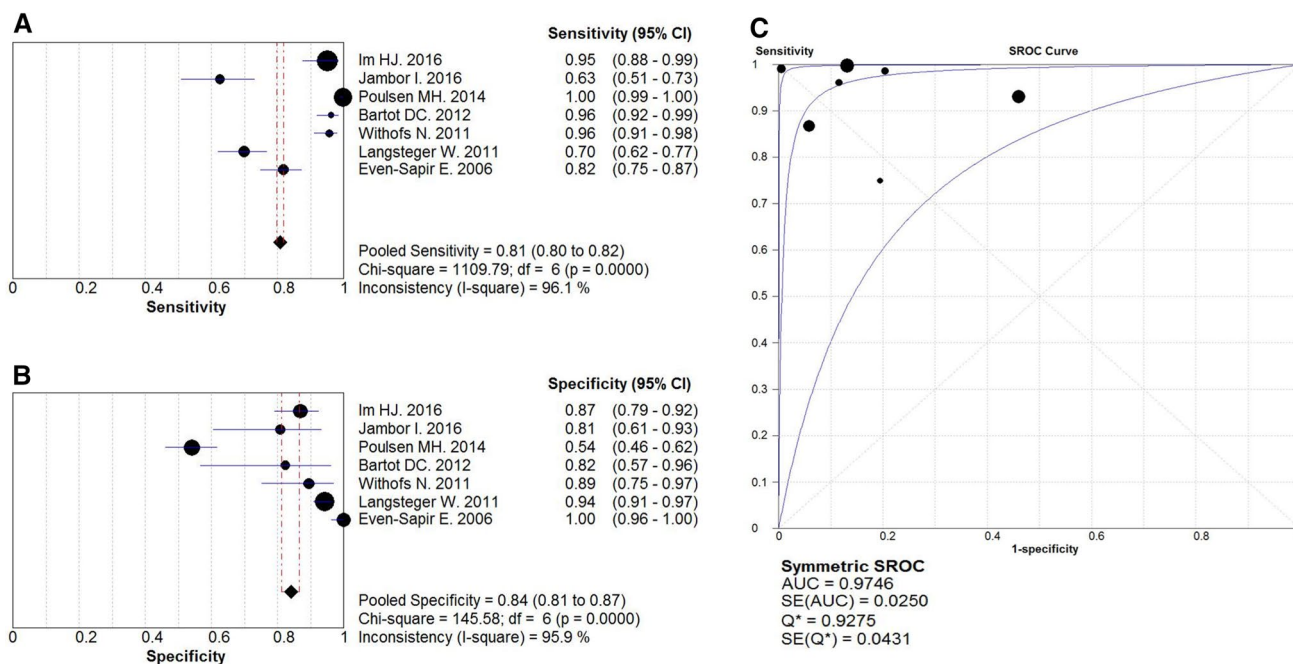 A
Sensitivity (95% CI)
Im HJ. 2016 0.95 (0.88 - 0.99)
Jambor I. 2016 0.63 (0.51 - 0.73)
Poulsen MH. 2014 1.00 (0.99 - 1.00)
Bartot DC. 2012 0.96 (0.92 - 0.99)
Withofs N. 2011 0.96 (0.91 - 0.98)
Langsteger W. 2011 0.70 (0.62 - 0.77)
Even-Sapir E. 2006 0.82 (0.75 - 0.87)
Pooled Sensitivity = 0.81 (0.80 to 0.82)
Chi-square = 1109.79; df = 6 (p = 0.0000)
Inconsistency (I-square) = 96.1 %
0 0.2 0.4 0.6 0.8 1
Sensitivity
B
Specificity (95% CI)
Im HJ. 2016 0.87 (0.79 - 0.92)
Jambor I. 2016 0.81 (0.61 - 0.93)
Poulsen MH. 2014 0.54 (0.46 - 0.62)
Bartot DC. 2012 0.82 (0.57 - 0.96)
Withofs N. 2011 0.89 (0.75 - 0.97)
Langsteger W. 2011 0.94 (0.91 - 0.97)
Even-Sapir E. 2006 1.00 (0.96 - 1.00)
Pooled Specificity = 0.84 (0.81 to 0.87)
Chi-square = 145.58; df = 6 (p = 0.0000)
Inconsistency (I-square) = 95.9 %
0 0 0.2 0.4 0.6 0.8 1
Specificity
C
Sensitivity SROC Curve
1
0.9
0.8
0.7
0.6
0.5
0.4
0.3
0.2
0.1
0
0 0.2 0.4 0.6 0.8
1-specificity
Symmetric SROC
AUC = 0.9746
SE(AUC) = 0.0250
Q* = 0.9275
SE(Q*) = 0.0431